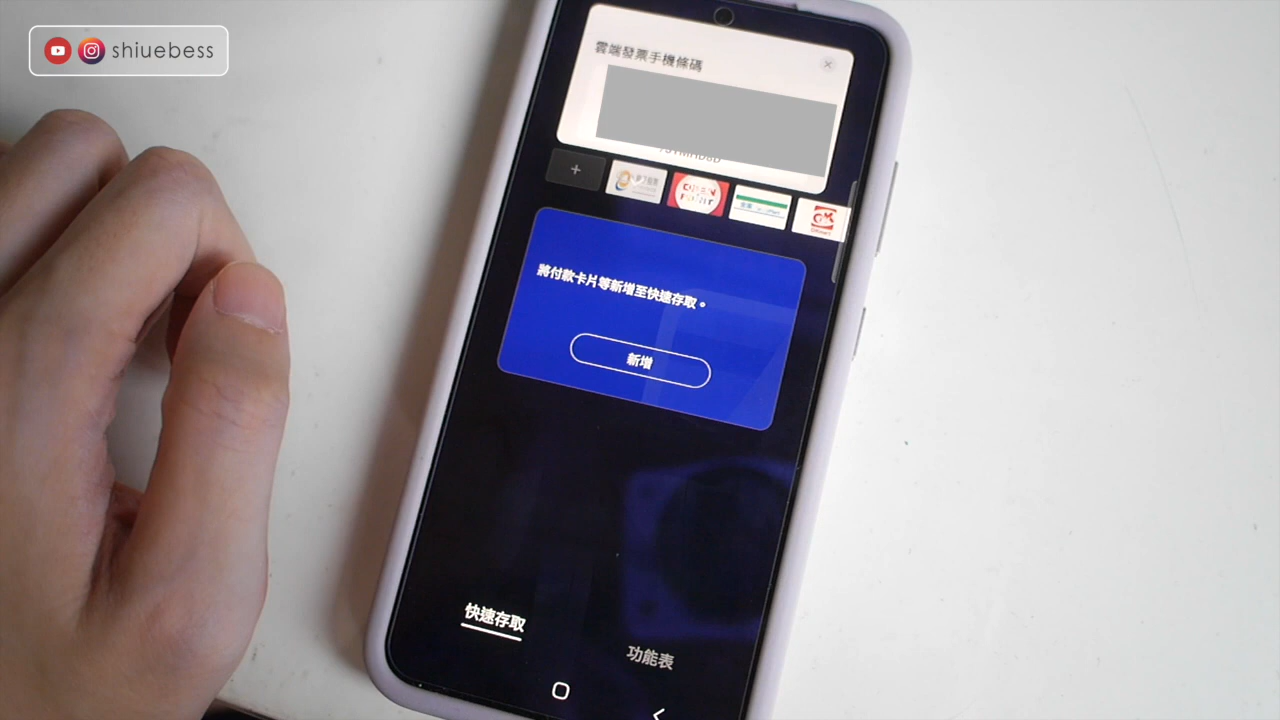 shiuebess
雲端發票手機條碼
將付款卡片等新增至快速存取。
新增
快速存取
功能表